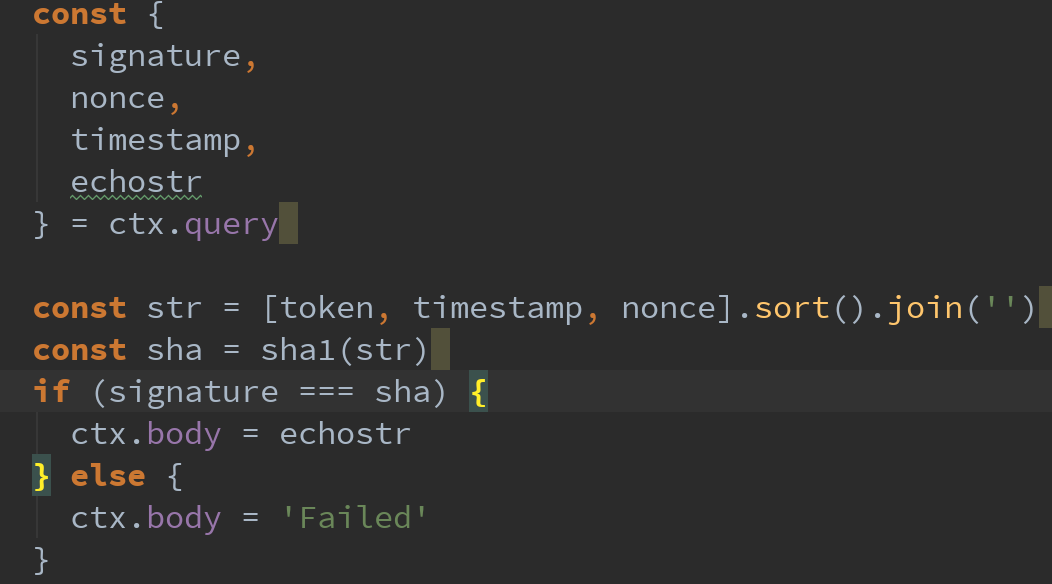 const {
  signature,
  nonce,
  timestamp,
  echostr
} = ctx.query

const str = [token, timestamp, nonce].sort().join('')
const sha = sha1(str)
if (signature === sha) {
  ctx.body = echostr
} else {
  ctx.body = 'Failed'
}